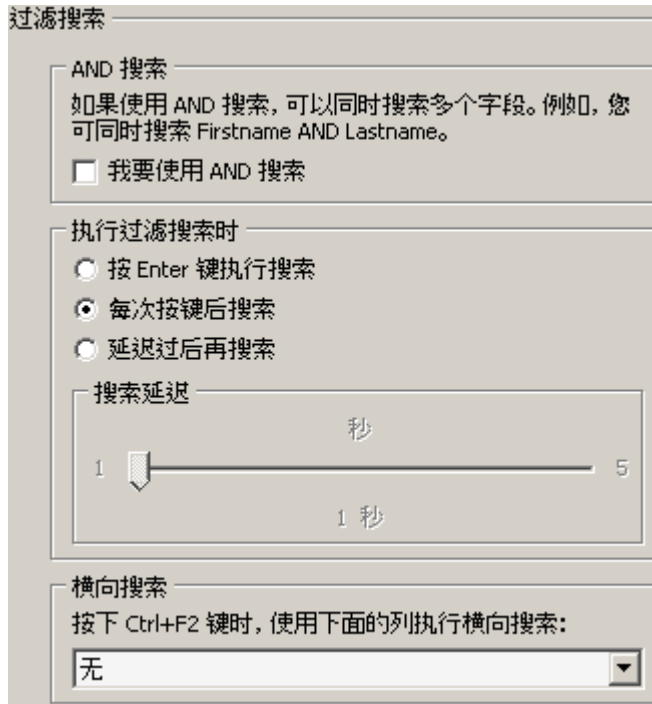 过滤搜索
AND 搜索
如果使用 AND 搜索，可以同时搜索多个字段。例如，您
可同时搜索 Firstname AND Lastname。
我要使用 AND 搜索
执行过滤搜索时
按 Enter 键执行搜索
每次按键后搜索
延迟过后再搜索
搜索延迟
秒
1 5
1 秒
横向搜索
按下 Ctrl+F2 键时，使用下面的列执行横向搜索：
无